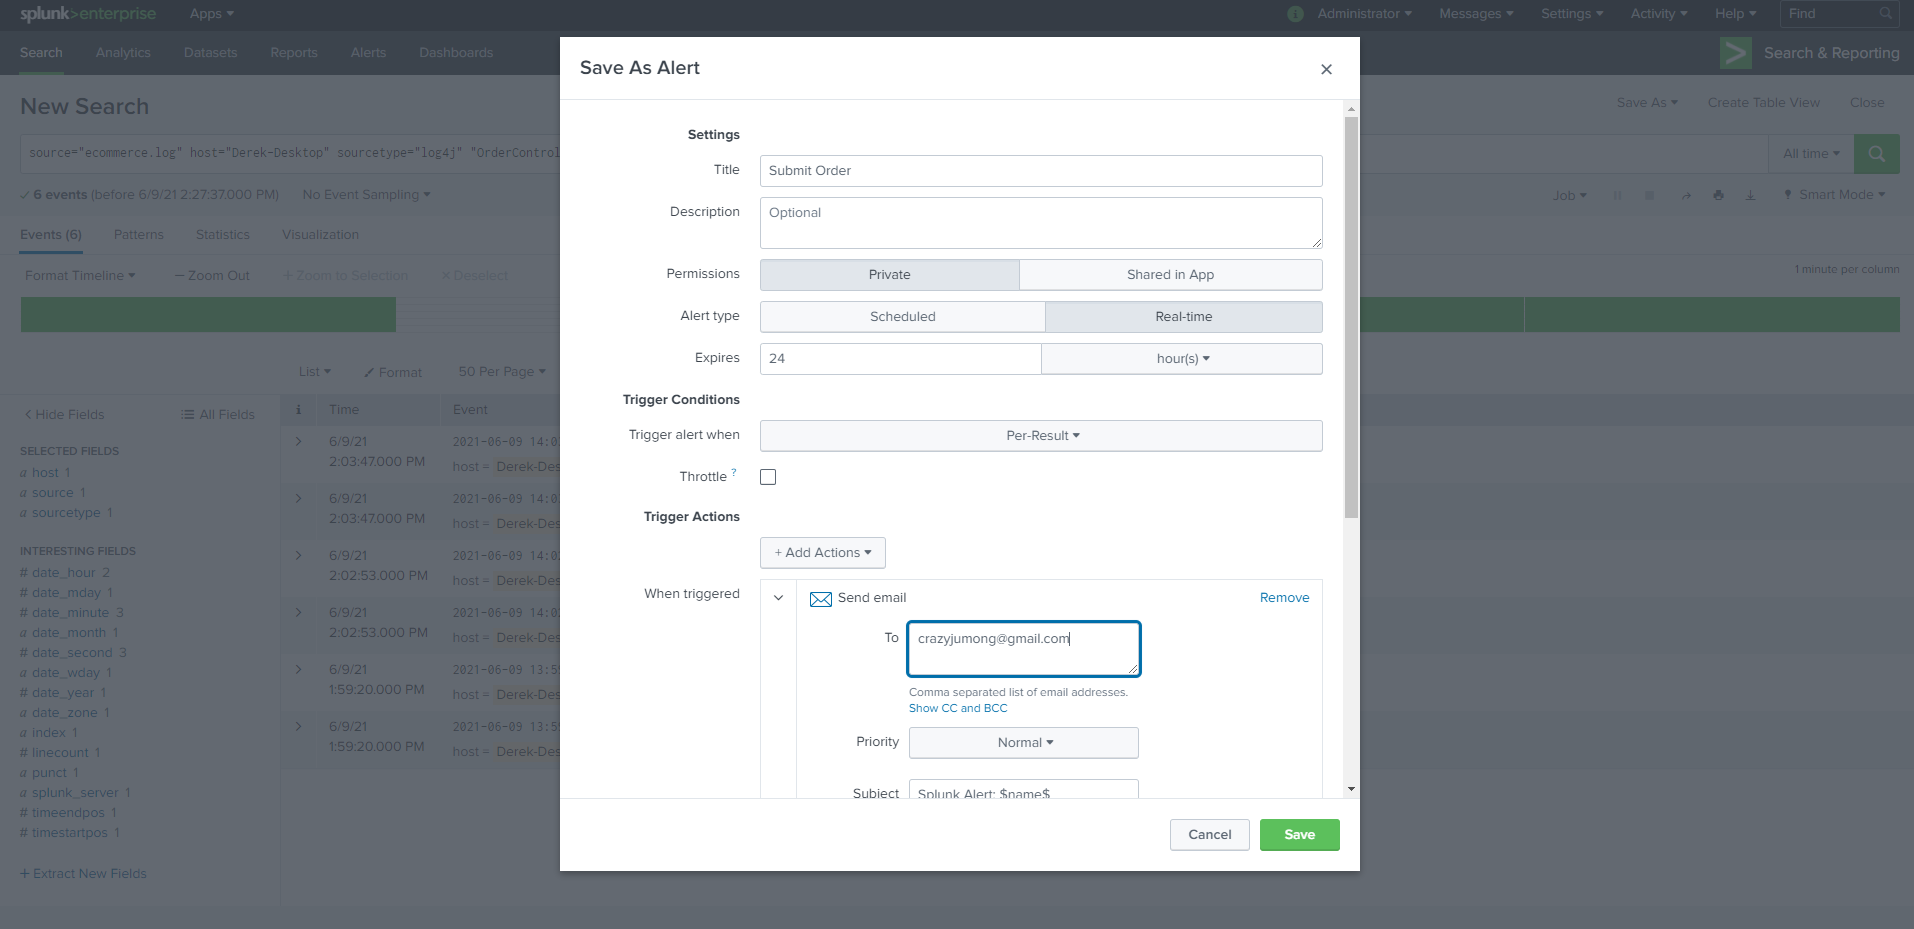 splunk>enterprise Apps Administrator Messages Settings Activity Help Find
Search Analytics Datasets Reports Alerts Dashboards Search & Reporting
New Search Save As Create Table View Close
source="ecommerce.log" host="Derek-Desktop" sourcetype="log4j" "OrderControl All time
6 events (before 6/9/21 2:27:37.000 PM) No Event Sampling Job Smart Mode
Events (6) Patterns Statistics Visualization
Format Timeline — Zoom Out + Zoom to Selection × Deselect 1 minute per column
List Format 50 Per Page
< Hide Fields All Fields
i Time Event
SELECTED FIELDS
a host 1
a source 1
a sourcetype 1
INTERESTING FIELDS
# date_hour 2
# date_mday 1
# date_minute 3
a date_month 1
# date_second 3
a date_wday 1
# date_year 1
a date_zone 1
a index 1
# linecount 1
a punct 1
a splunk_server 1
# timeendpos 1
# timestartpos 1
+ Extract New Fields
6/9/21 2021-06-09 14:0
2:03:47.000 PM host = Derek-Des
6/9/21 2021-06-09 14:0
2:03:47.000 PM host = Derek-Des
6/9/21 2021-06-09 14:0
2:02:53.000 PM host = Derek-Des
6/9/21 2021-06-09 14:0
2:02:53.000 PM host = Derek-Des
6/9/21 2021-06-09 13:5
1:59:20.000 PM host = Derek-Des
6/9/21 2021-06-09 13:5
1:59:20.000 PM host = Derek-Des
Save As Alert
Settings
Title Submit Order
Description Optional
Permissions Private Shared in App
Alert type Scheduled Real-time
Expires 24 hour(s)
Trigger Conditions
Trigger alert when Per-Result
Throttle ?
Trigger Actions
+ Add Actions
When triggered Send email Remove
To crazyjumong@gmail.com
Comma separated list of email addresses.
Show CC and BCC
Priority Normal
Subject Splunk Alert: $name$
Cancel Save